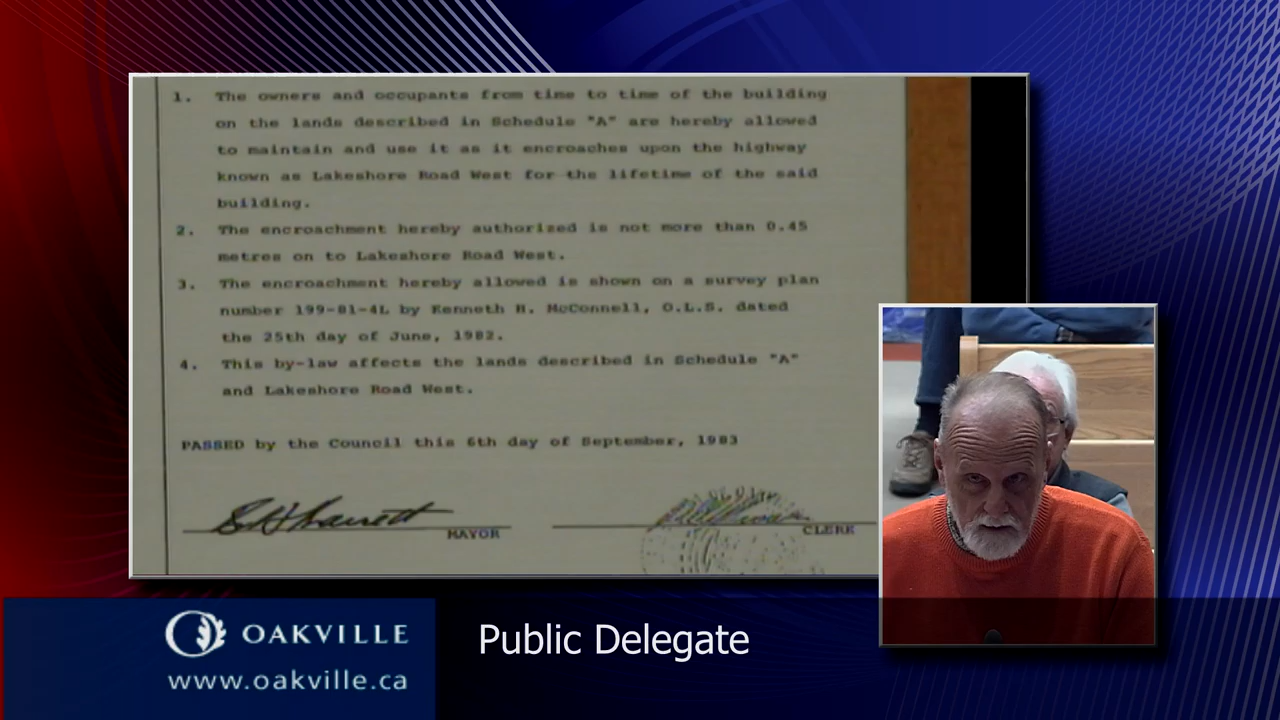 1. The owners and occupants from time to time of the building
on the lands described in Schedule "A" are hereby allowed
to maintain and use it as it encroaches upon the highway
known as Lakeshore Road West for the lifetime of the said
building.
2. The encroachment hereby authorized is not more than 0.45
metres on to Lakeshore Road West.
3. The encroachment hereby allowed is shown on a survey plan
number 199-81-4L by Kenneth H. McConnell, O.L.S. dated
the 25th day of June, 1982.
4. This by-law affects the lands described in Schedule "A"
and Lakeshore Road West.
PASSED by the Council this 6th day of September, 1983
MAYOR
CLERK
OAKVILLE
www.oakville.ca
Public Delegate